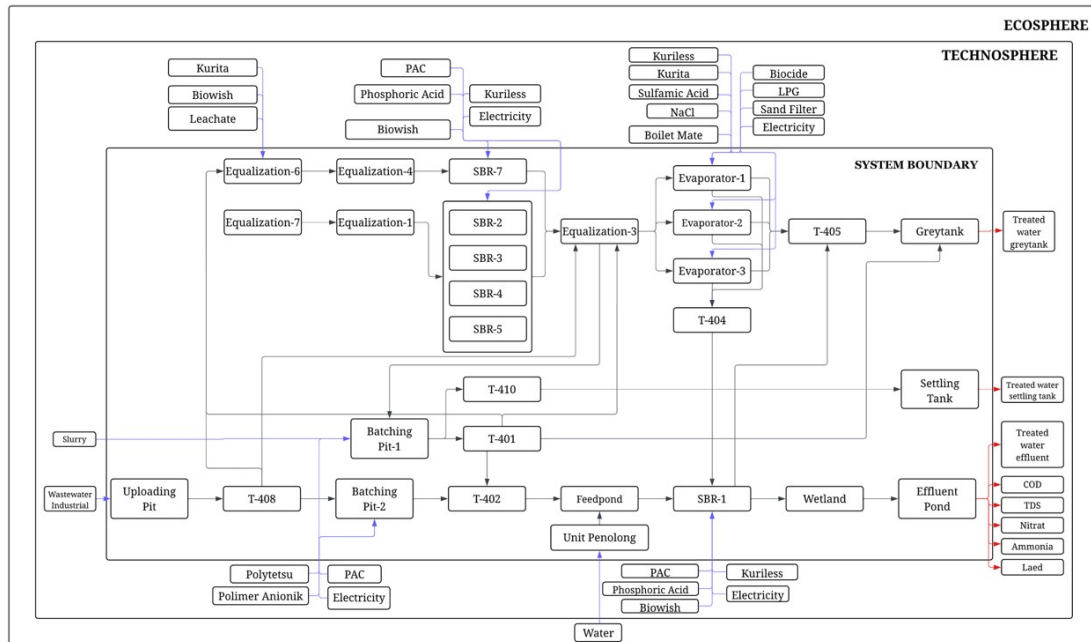 ECOSPHERE
TECHNOSPHERE
Kurita
Biowish
Leachate
PAC
Phosphoric Acid
Kuriless
Electricity
Biowish
Kuriless
Kurita
Sulfamic Acid
NaCl
Boilet Mate
Biocide
LPG
Sand Filter
Electricity
SYSTEM BOUNDARY
Equalization-6
Equalization-4
SBR-7
Equalization-7
Equalization-1
SBR-2
SBR-3
SBR-4
SBR-5
Equalization-3
Evaporator-1
Evaporator-2
Evaporator-3
T-404
T-405
Greytank
Treated
water
greytank
T-410
Settling
Tank
Treated water
settling tank
Slurry
Batching
Pit-1
T-401
Wastewater
Industrial
Uploading
Pit
T-408
Batching
Pit-2
T-402
Feedpond
SBR-1
Wetland
Effluent
Pond
Unit Penolong
Treated
water
effluent
COD
TDS
Nitrat
Ammonia
Laed
Polytetsu
PAC
Polimer Anionik
Electricity
Water
PAC
Kuriless
Phosphoric Acid
Electricity
Biowish